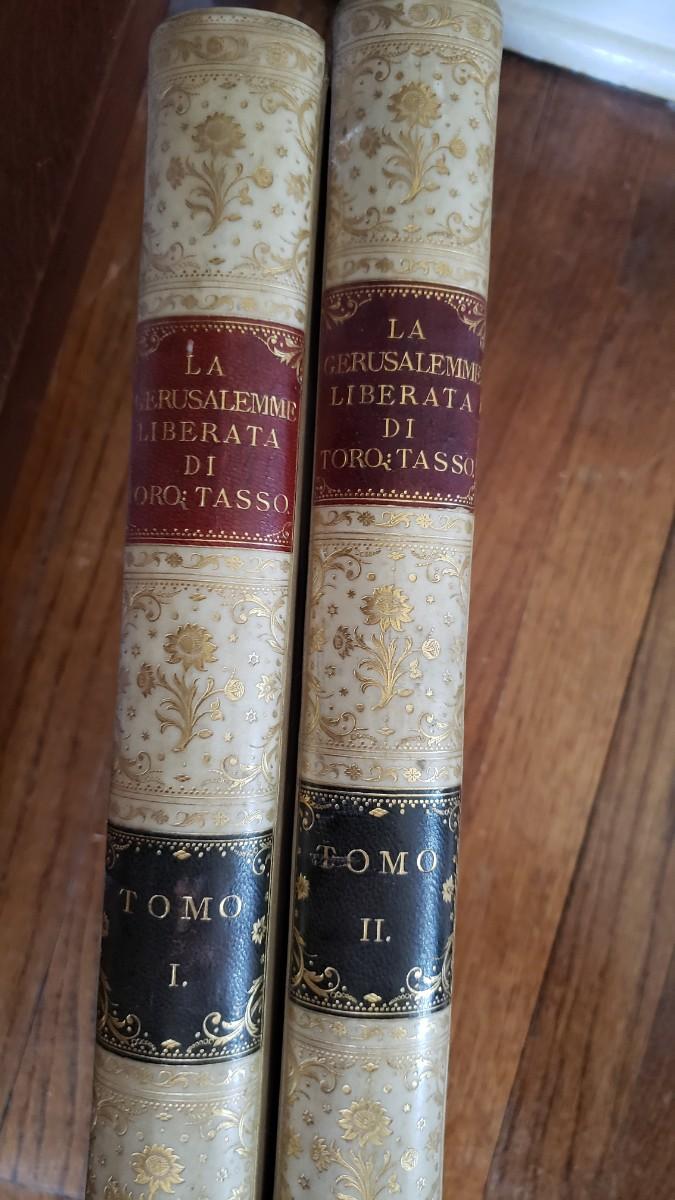 LA
GERUSALEMME
LIBERATA
DI
TORQ: TASSO.
TOMO
I.
LA
GERUSALEMME
LIBERATA
DI
TORQ: TASSO.
TOMO
II.